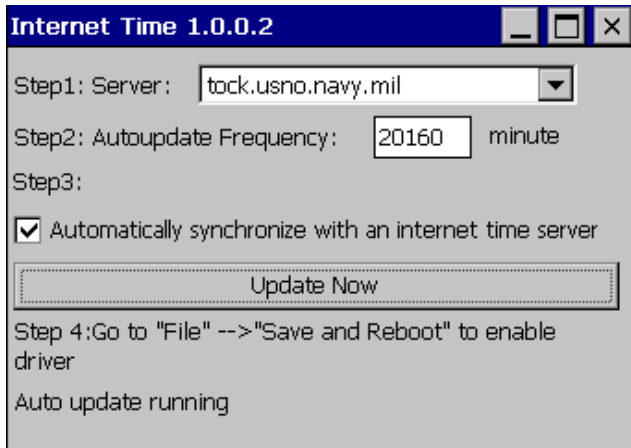 Internet Time 1.0.0.2
Step1: Server: tock.usno.navy.mil
Step2: Autoupdate Frequency: 20160 minute
Step3:
Automatically synchronize with an internet time server
Update Now
Step 4:Go to "File" -->"Save and Reboot" to enable
driver
Auto update running